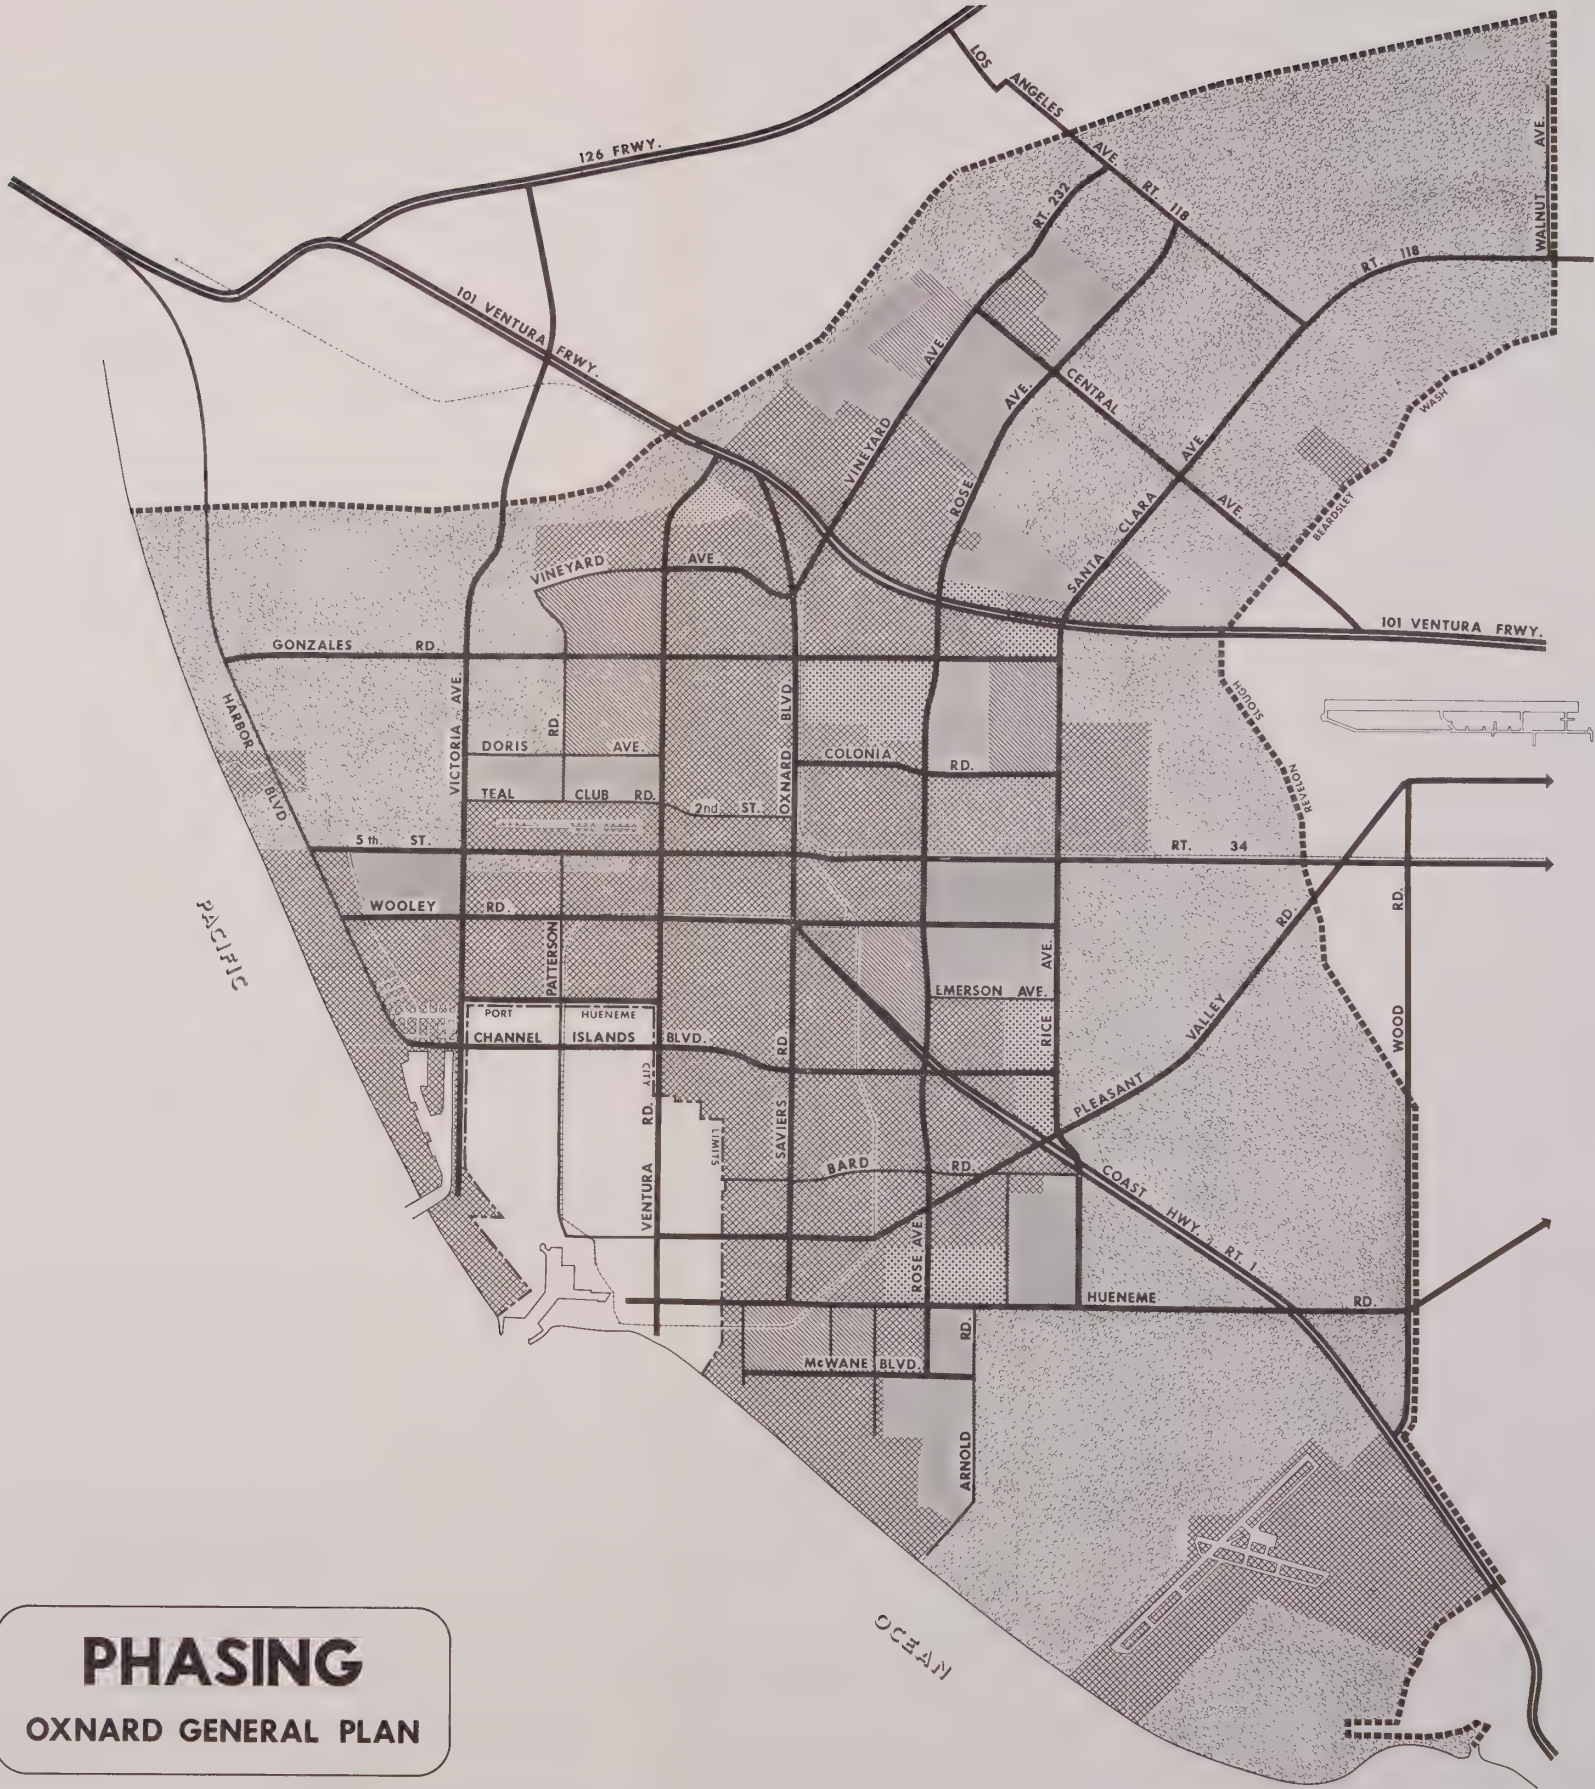 LOS ANGELES AVE. RT. 118
126 FRWY.
WALNUT AVE.
RT. 232
RT. 118
101 VENTURA FRWY.
VINEYARD AVE.
ROSE AVE.
CENTRAL AVE.
SANTA CLARA AVE.
BEARDSLEY WASH
VINEYARD AVE
101 VENTURA FRWY.
GONZALES RD.
HARBOR BLVD.
VICTORIA AVE.
RD.
OXNARD BLVD
REVELON SLOUGH
DORIS AVE.
COLONIA RD.
TEAL CLUB RD.
2nd ST.
5 th. ST.
RT. 34
WOOLEY RD.
PATTERSON
PACIFIC
EMERSON AVE.
RICE AVE.
PLEASANT VALLEY RD.
WOOD RD.
PORT HUENEME
CITY LIMITS
CHANNEL ISLANDS BLVD.
VENTURA RD.
SAVIERS RD.
BARD RD.
ROSE AVE.
COAST HWY. RT. 1
HUENEME RD.
McWANE BLVD.
ARNOLD RD.
OCEAN
PHASING
OXNARD GENERAL PLAN